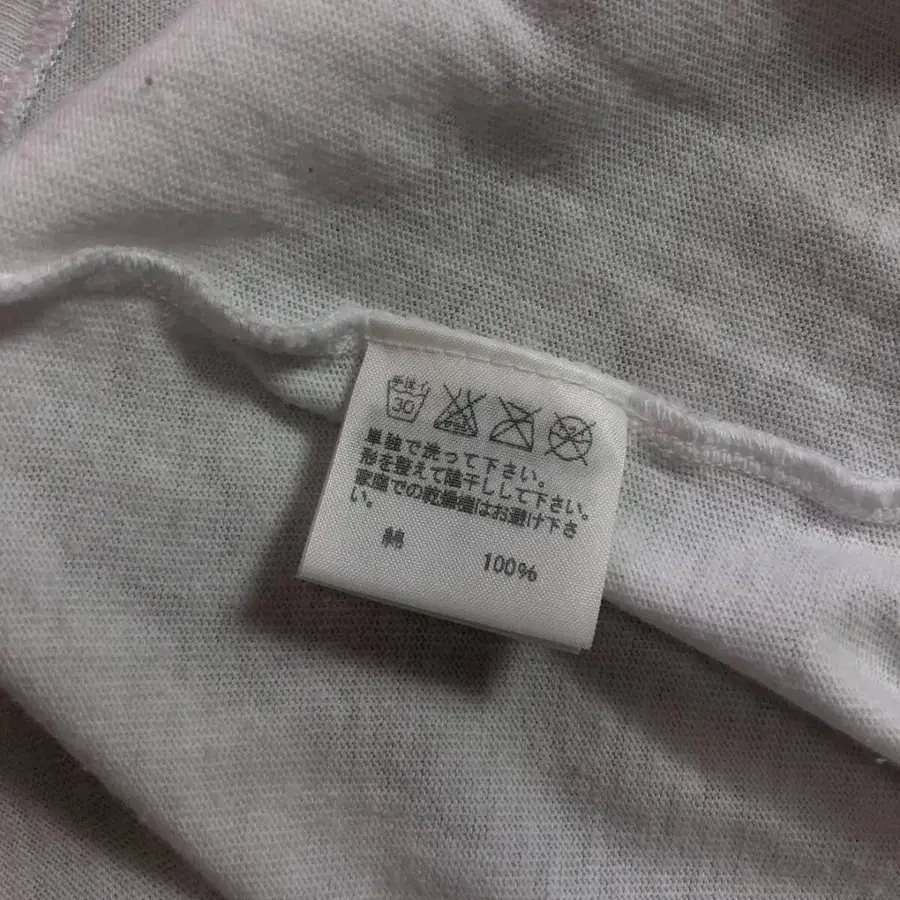 手洗イ
30
単独で洗って下さい。
形を整えて陰干しして下さい。
家庭での乾燥機はお避け下さ
い。
綿 100%